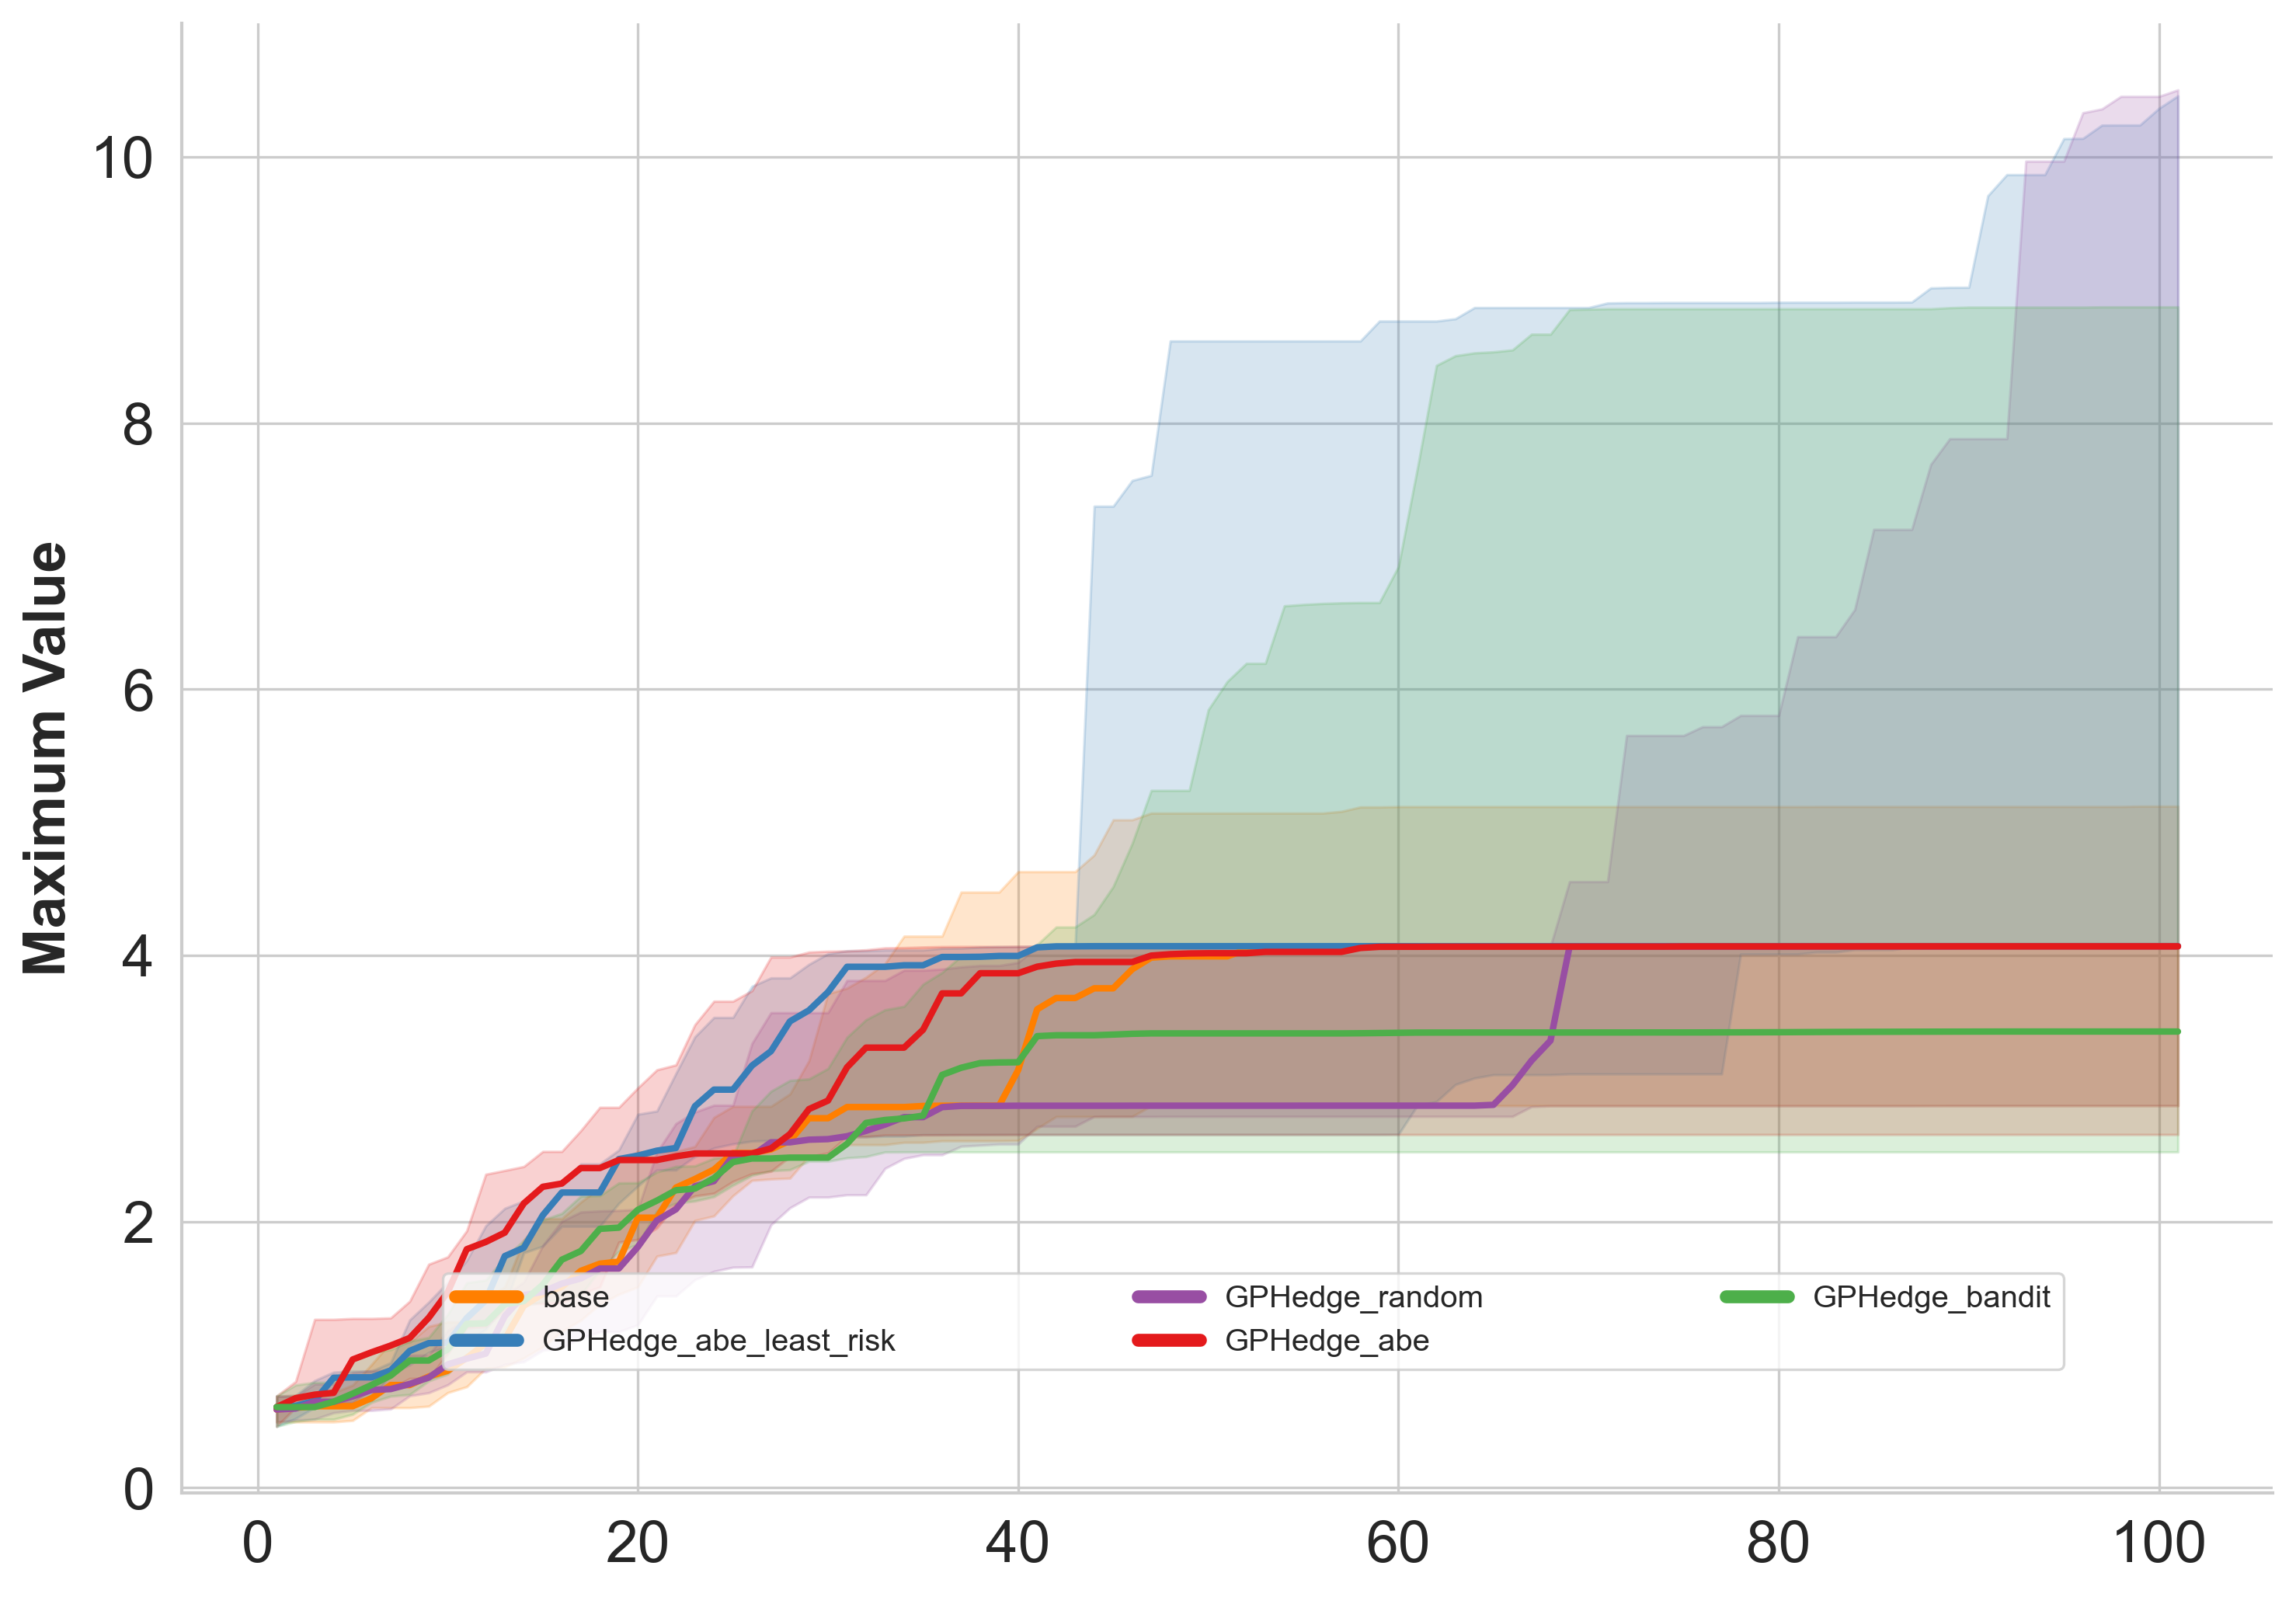 10
8
6
4
2
0
Maximum Value
base
GPHedge_random
GPHedge_bandit
GPHedge_abe_least_risk
GPHedge_abe
0 20 40 60 80 100